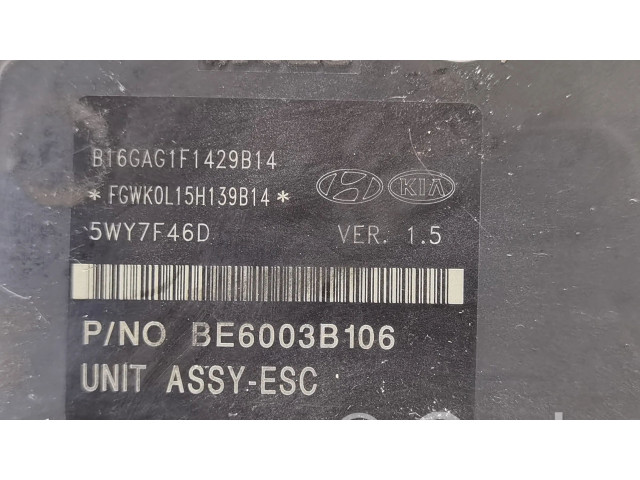 B16GAG1F1429B14
*FGWK0L15H139B14*
KIA
5WY7F46D VER. 1.5
P/NO BE6003B106
UNIT ASSY-ESC